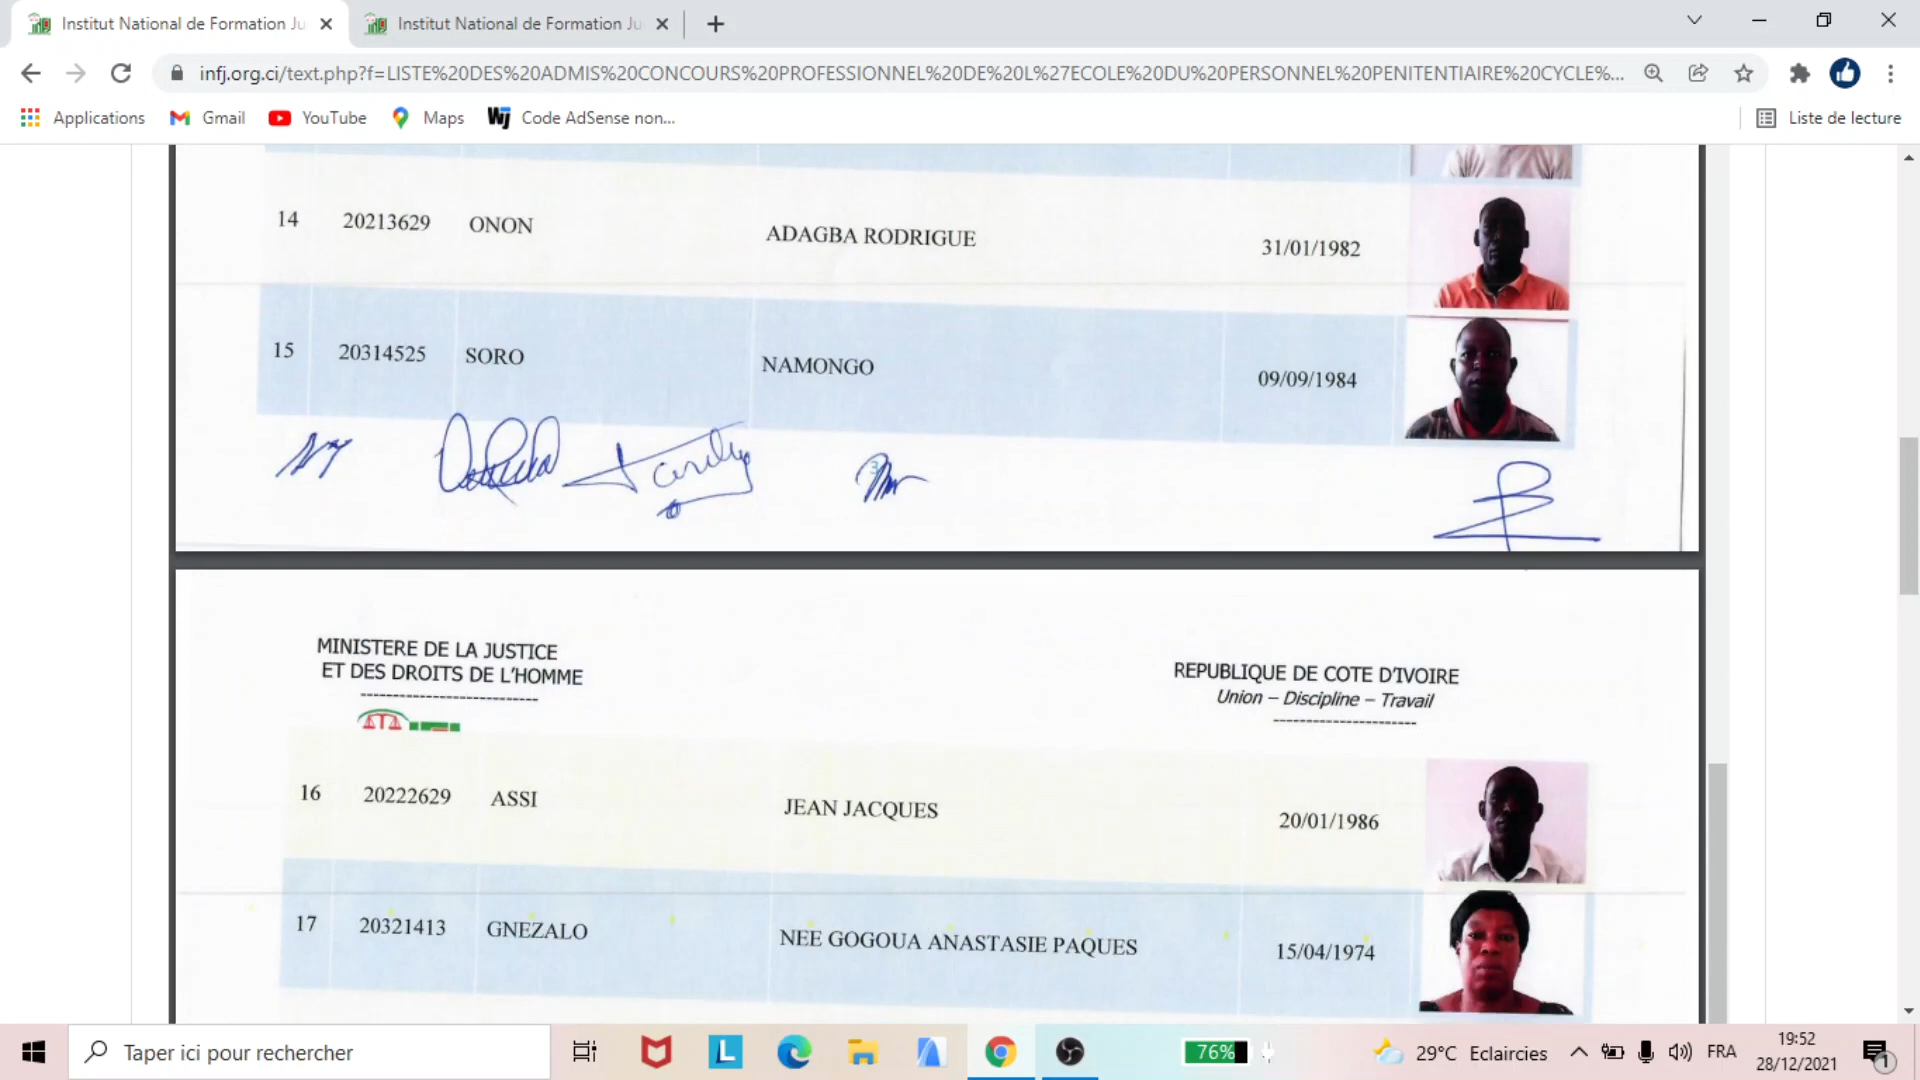 Institut National de Formation Ju
Institut National de Formation Ju
infj.org.ci/text.php?f=LISTE%20DES%20ADMIS%20CONCOURS%20PROFESSIONNEL%20DE%20L%27ECOLE%20DU%20PERSONNEL%20PENITENTIAIRE%20CYCLE%...
Applications Gmail YouTube Maps Code AdSense non... Liste de lecture
14 20213629 ONON ADAGBA RODRIGUE 31/01/1982
15 20314525 SORO NAMONGO 09/09/1984
3
MINISTERE DE LA JUSTICE
ET DES DROITS DE L'HOMME
--------------------------
REPUBLIQUE DE COTE D'IVOIRE
Union – Discipline – Travail
----------------------
16 20222629 ASSI JEAN JACQUES 20/01/1986
17 20321413 GNEZALO NEE GOGOUA ANASTASIE PAQUES 15/04/1974
Taper ici pour rechercher
L
76%
29°C Eclaircies
FRA
19:52
28/12/2021
1